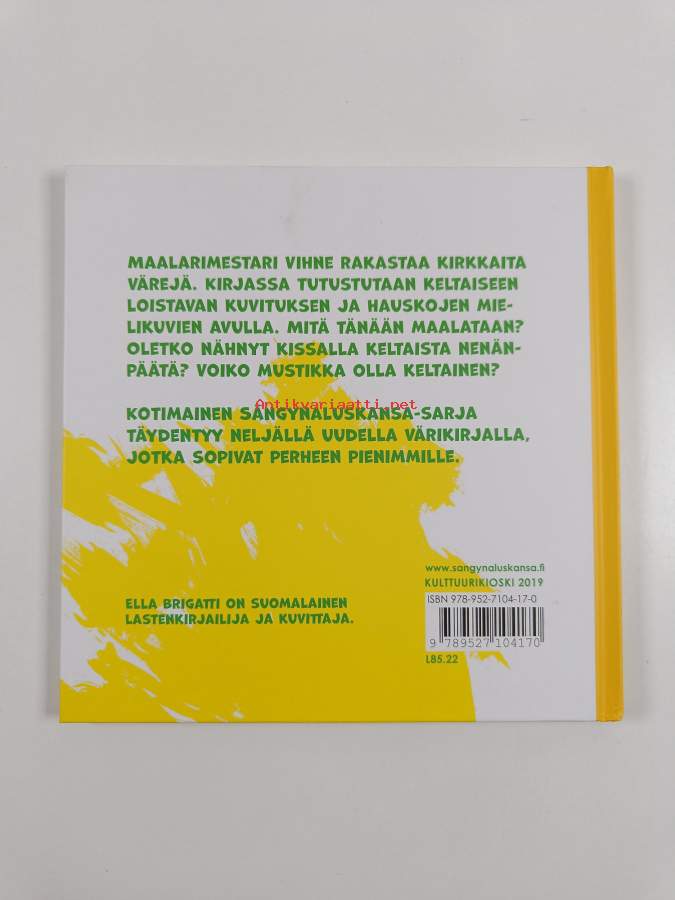 MAALARIMESTARI VIHNE RAKASTAA KIRKKAITA
VÄREJÄ. KIRJASSA TUTUSTUTAAN KELTAISEEN
LOISTAVAN KUVITUKSEN JA HAUSKOJEN MIE-
LIKUVIEN AVULLA. MITÄ TÄNÄÄN MAALATAAN?
OLETKO NÄHNYT KISSALLA KELTAISTA NENÄN-
PÄÄTÄ? VOIKO MUSTIKKA OLLA KELTAINEN?
Antikvariaatti.net
KOTIMAINEN SÄNGYNALUSKANSA-SARJA
TÄYDENTYY NELJÄLLÄ UUDELLA VÄRIKIRJALLA,
JOTKA SOPIVAT PERHEEN PIENIMMILLE.
www.sangynaluskansa.fi
KULTTUURIKIOSKI 2019
ISBN 978-952-7104-17-0
9 789527 104170
L85.22
ELLA BRIGATTI ON SUOMALAINEN
LASTENKIRJAILIJA JA KUVITTAJA.